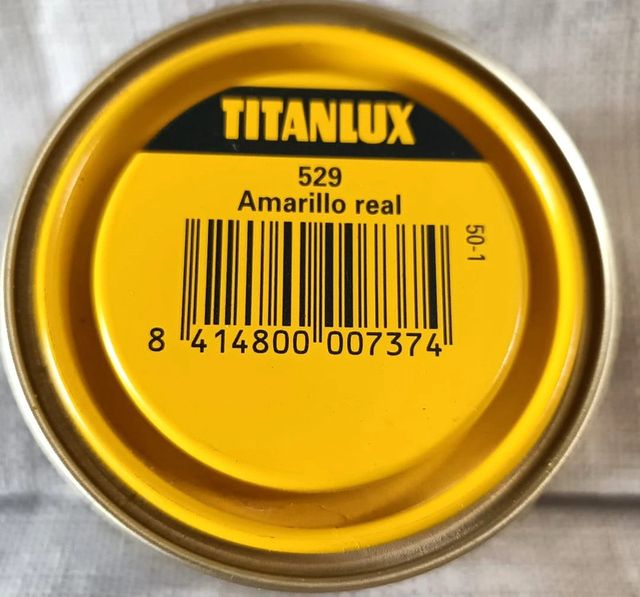 TITANLUX
529
Amarillo real
50-1
8 414800 007374